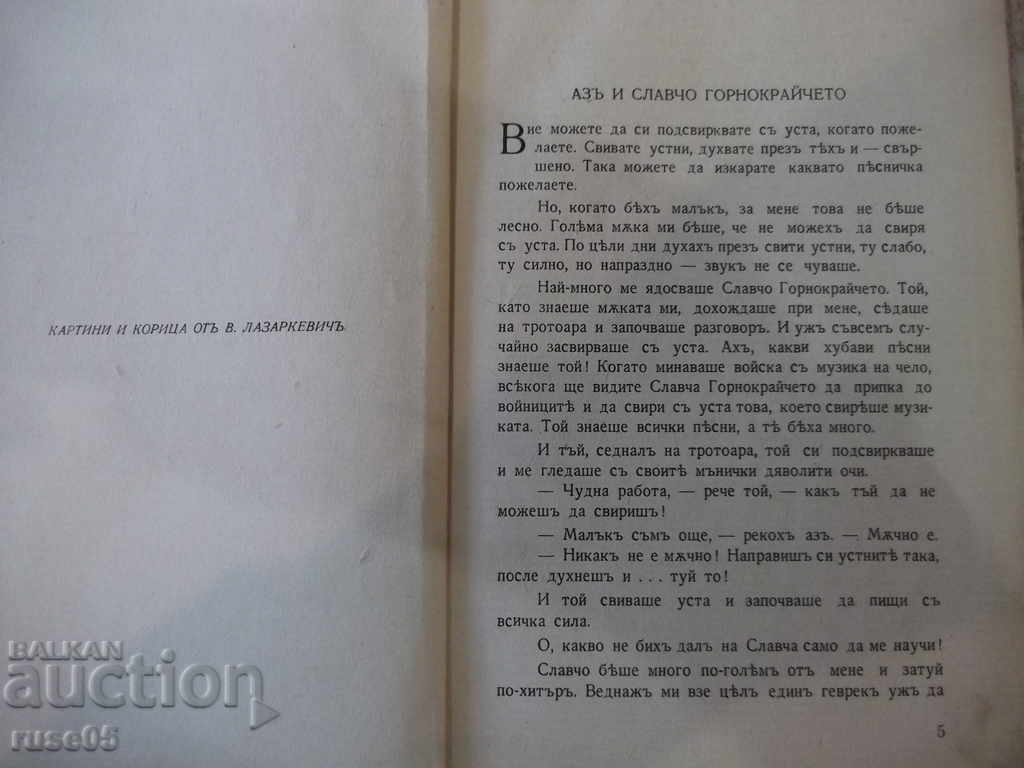 КАРТИНИ И КОРИЦА ОТЪ В. ЛАЗАРКЕВИЧЪ
АЗЪ И СЛАВЧО ГОРНОКРАЙЧЕТО
Вие можете да си подсвирквате съ уста, когато поже-
лаете. Свивате устни, духвате презъ тѣхъ и — свър-
шено. Така можете да изкарате каквато пѣсничка
пожелаете.
Но, когато бѣхъ малъкъ, за мене това не бѣше
лесно. Голѣма мѫка ми бѣше, че не можехъ да свиря
съ уста. По цѣли дни духахъ презъ свити устни, ту слабо,
ту силно, но напраздно — звукъ не се чуваше.
Най-много ме ядосваше Славчо Горнокрайчето. Той,
като знаеше мѫката ми, дохождаше при мене, сѣдаше
на тротоара и започваше разговоръ. И ужъ съвсемъ слу-
чайно засвирваше съ уста. Ахъ, какви хубави пѣсни
знаеше той! Когато минаваше войска съ музика на чело,
всѣкога ще видите Славча Горнокрайчето да припка до
войницитѣ и да свири съ уста това, което свирѣше музи-
ката. Той знаеше всички пѣсни, а тѣ бѣха много.
И тъй, седналъ на тротоара, той си подсвиркваше
и ме гледаше съ своитѣ мънички дяволити очи.
— Чудна работа, — рече той, — какъ тъй да не
можешъ да свиришъ!
— Малъкъ съмъ още, — рекохъ азъ. — Мѫчно е.
— Никакъ не е мѫчно! Направишъ си устнитѣ така,
после духнешъ и . . . туй то!
И той свиваше уста и започваше да пищи съ
всичка сила.
О, какво не бихъ далъ на Славча само да ме научи!
Славчо бѣше много по-голѣмъ отъ мене и затуй
по-хитъръ. Веднажъ ми взе цѣлъ единъ геврекъ ужъ да
5
BALKAN
auction
ruse05